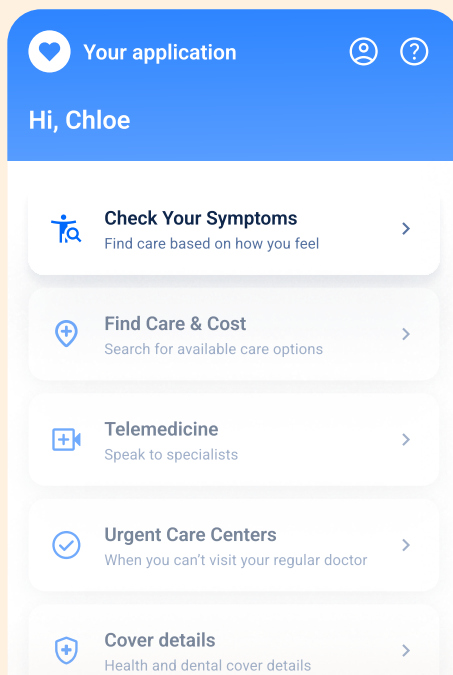 Your application
Hi, Chloe
Check Your Symptoms
Find care based on how you feel
Find Care & Cost
Search for available care options
Telemedicine
Speak to specialists
Urgent Care Centers
When you can’t visit your regular doctor
Cover details
Health and dental cover details